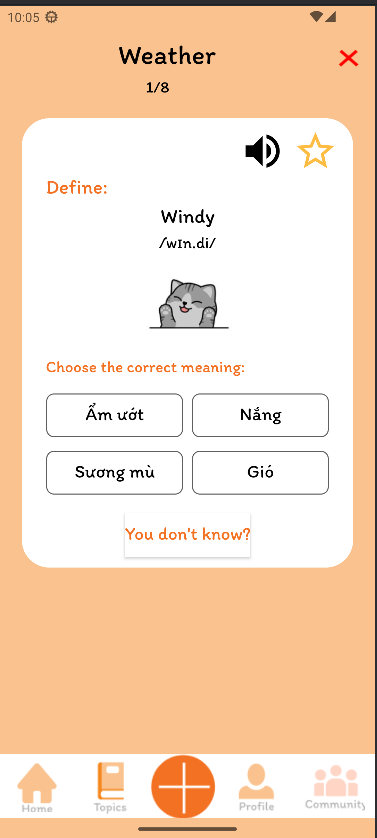 10:05
Weather
1/8
Define:
Windy
/wɪn.di/
Choose the correct meaning:
Ẩm ướt
Nắng
Sương mù
Gió
You don't know?
Home
Topics
Profile
Community